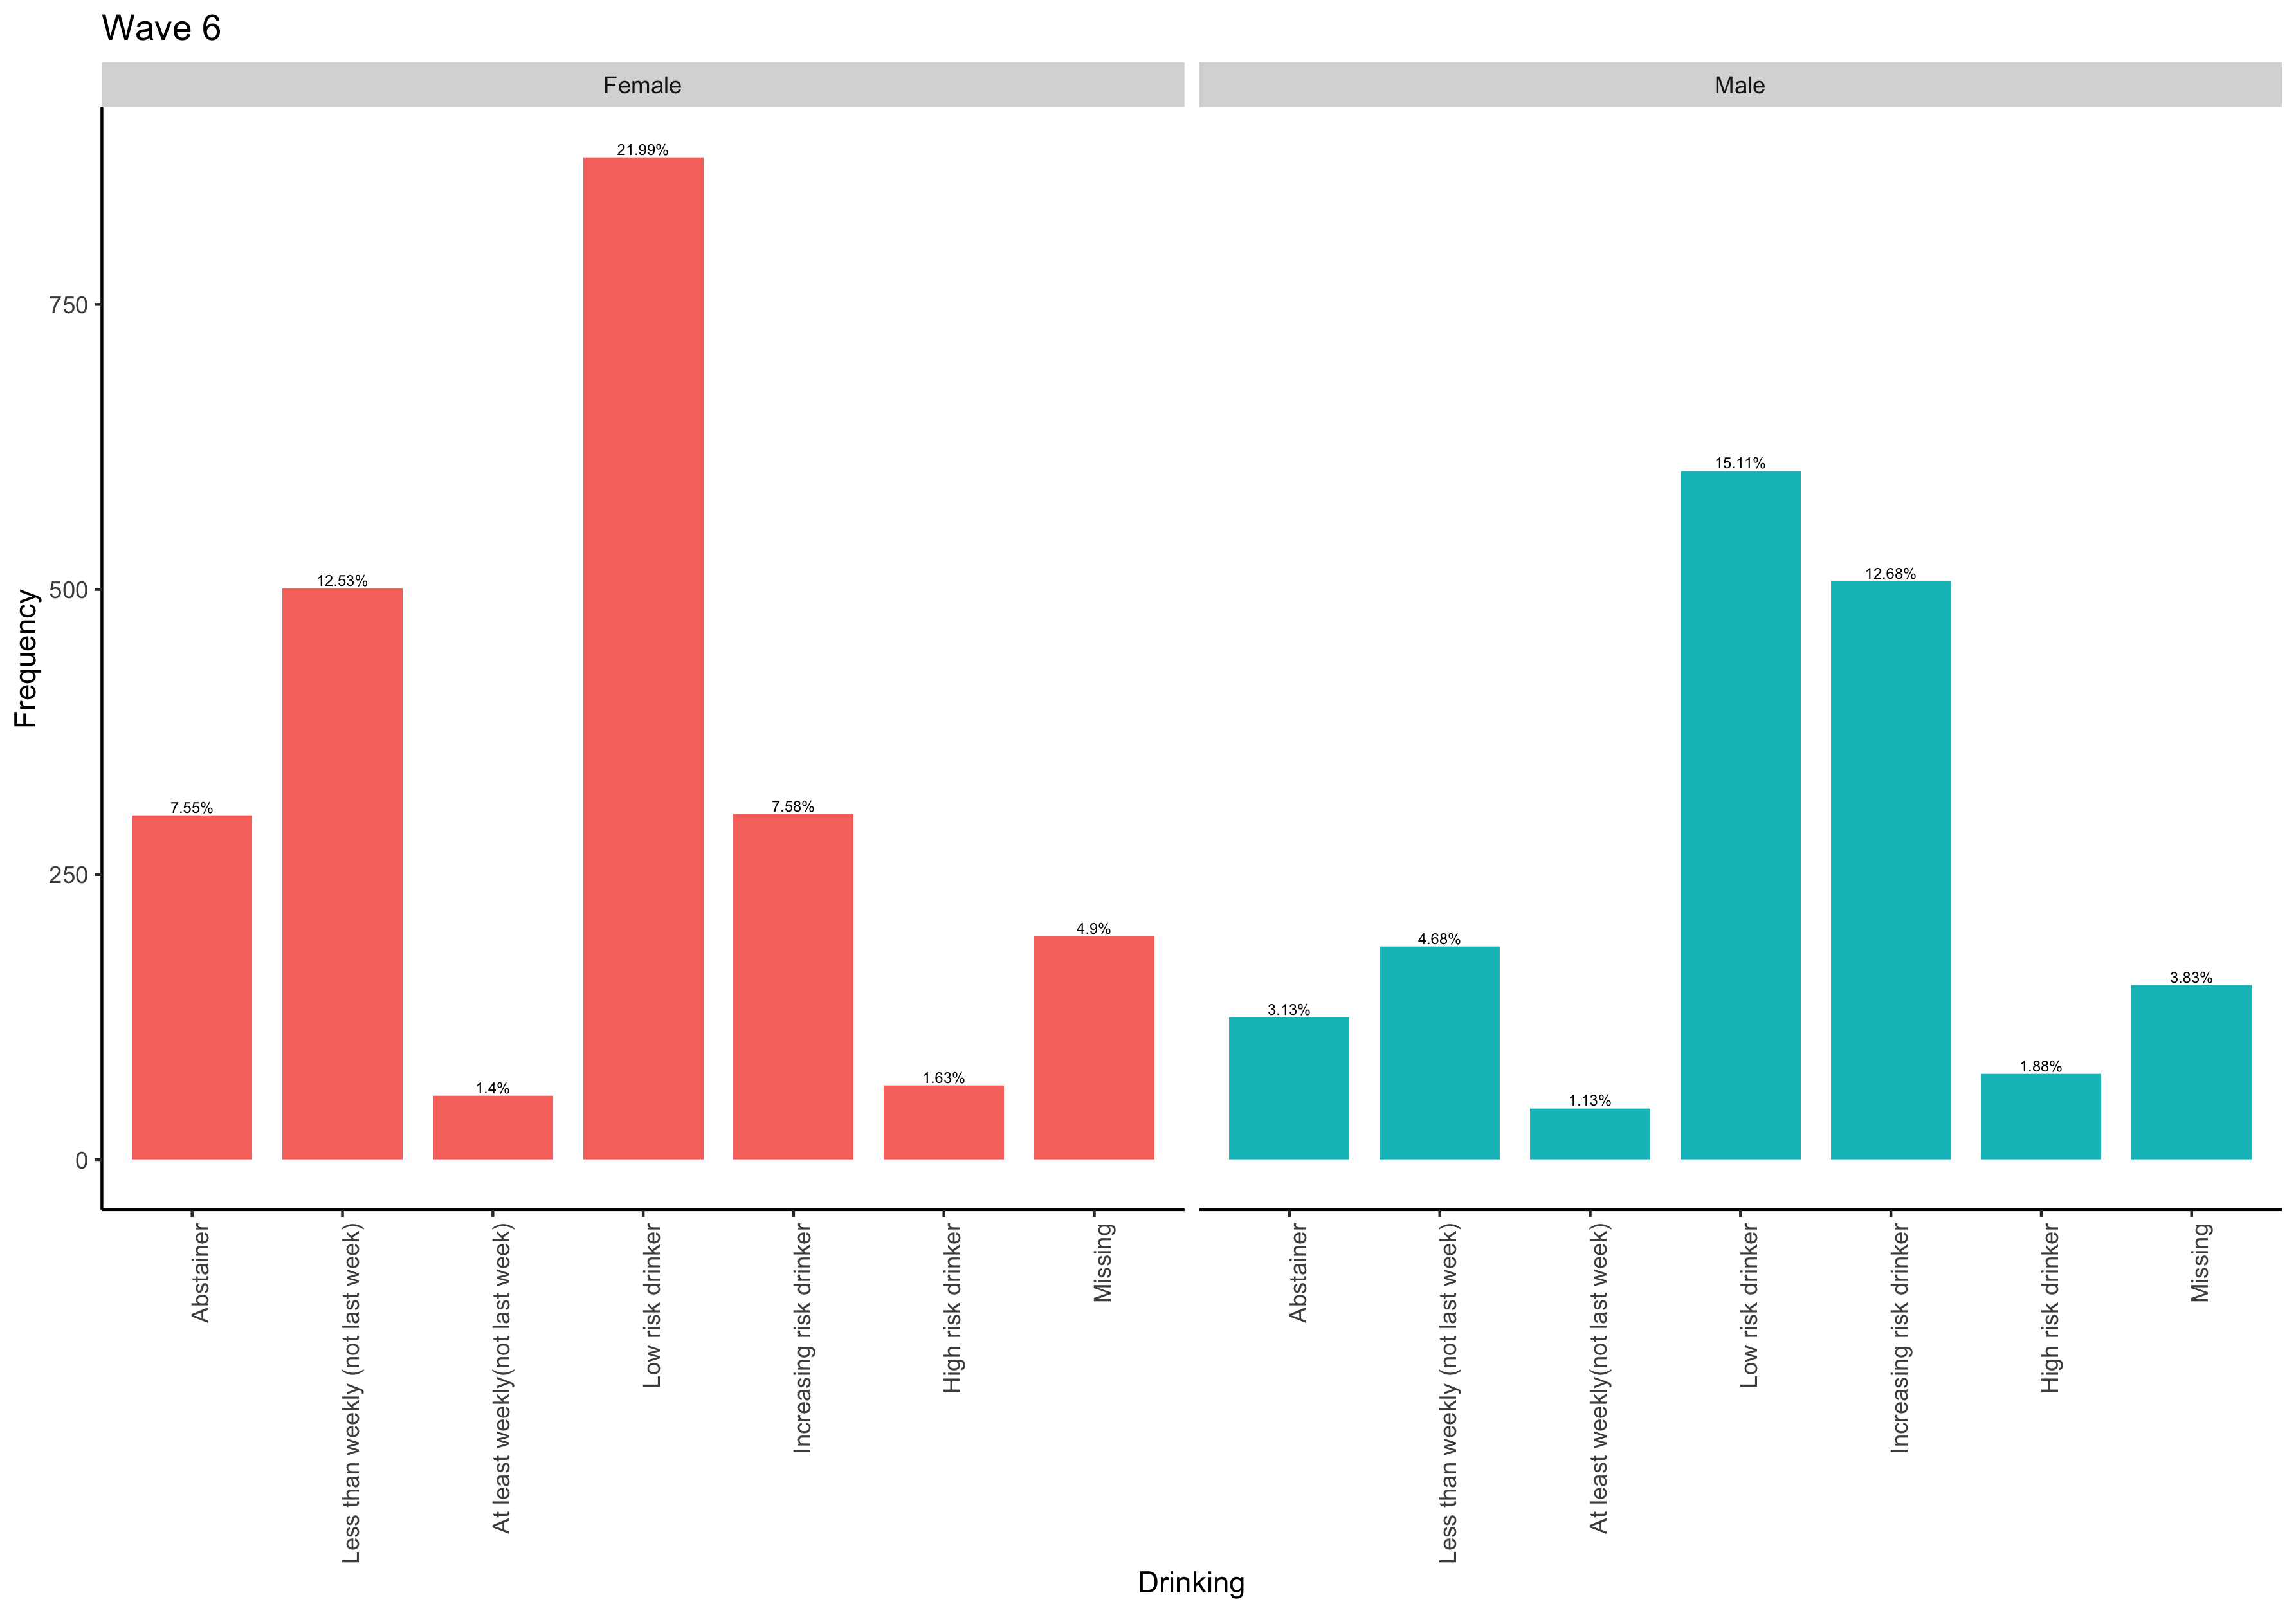 Wave 6
Female
Male
Frequency
750
500
250
0
7.55%
12.53%
1.4%
21.99%
7.58%
1.63%
4.9%
3.13%
4.68%
1.13%
15.11%
12.68%
1.88%
3.83%
Abstainer
Less than weekly (not last week)
At least weekly(not last week)
Low risk drinker
Increasing risk drinker
High risk drinker
Missing
Abstainer
Less than weekly (not last week)
At least weekly(not last week)
Low risk drinker
Increasing risk drinker
High risk drinker
Missing
Drinking